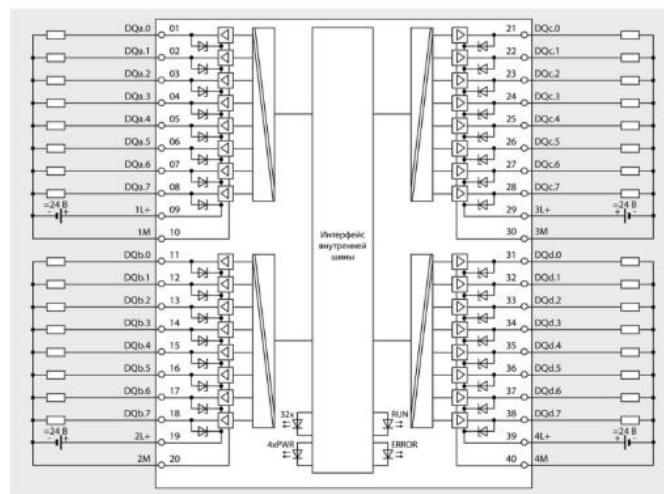 DQa.0 01 21 DQc.0
DQa.1 02 22 DQc.1
DQa.2 03 23 DQc.2
DQa.3 04 24 DQc.3
DQa.4 05 25 DQc.4
DQa.5 06 26 DQc.5
DQa.6 07 27 DQc.6
DQa.7 08 28 DQc.7
=24 В =24 В
- + 1L+ 09 29 3L+ + -
1M 10 30 3M
Интерфейс
внутренней
шины
DQb.0 11 31 DQd.0
DQb.1 12 32 DQd.1
DQb.2 13 33 DQd.2
DQb.3 14 34 DQd.3
DQb.4 15 35 DQd.4
DQb.5 16 36 DQd.5
DQb.6 17 37 DQd.6
DQb.7 18 32x RUN 38 DQd.7
=24 В =24 В
- + 2L+ 19 39 4L+ + -
4xPWR ERROR
2M 20 40 4M